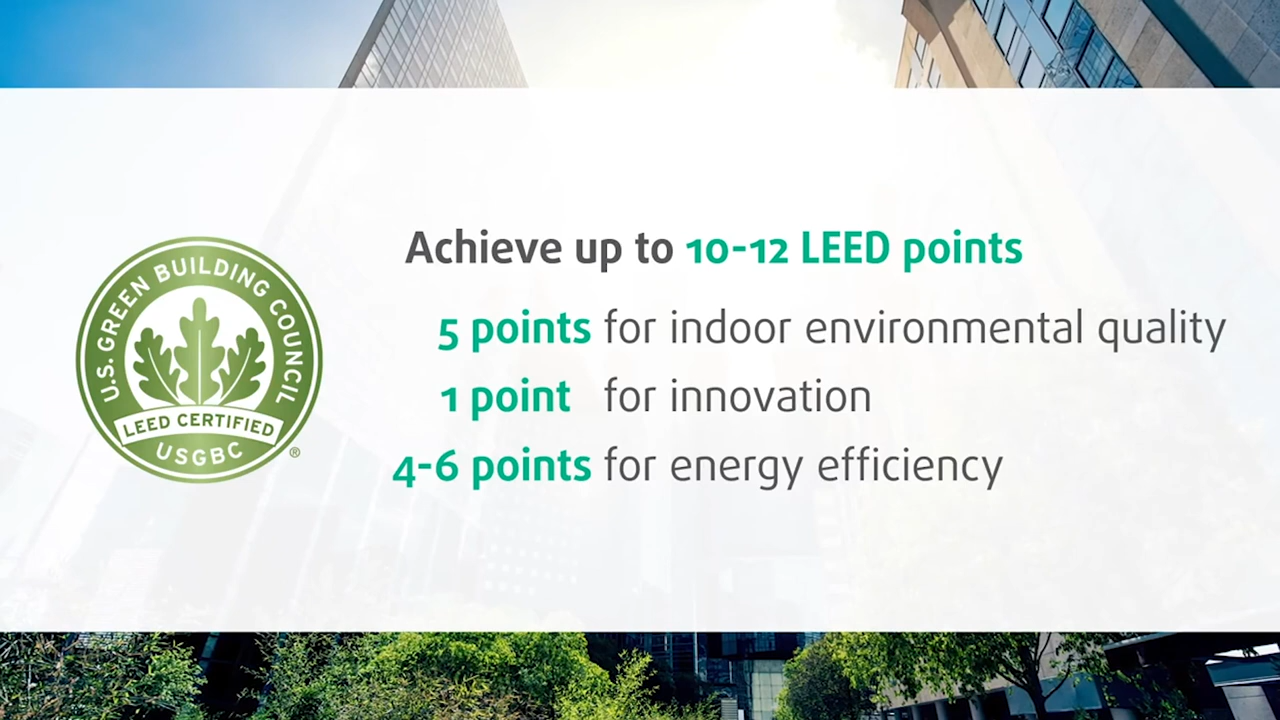 U.S. GREEN BUILDING COUNCIL
LEED CERTIFIED
USGBC
®
Achieve up to 10-12 LEED points
5 points for indoor environmental quality
1 point for innovation
4-6 points for energy efficiency